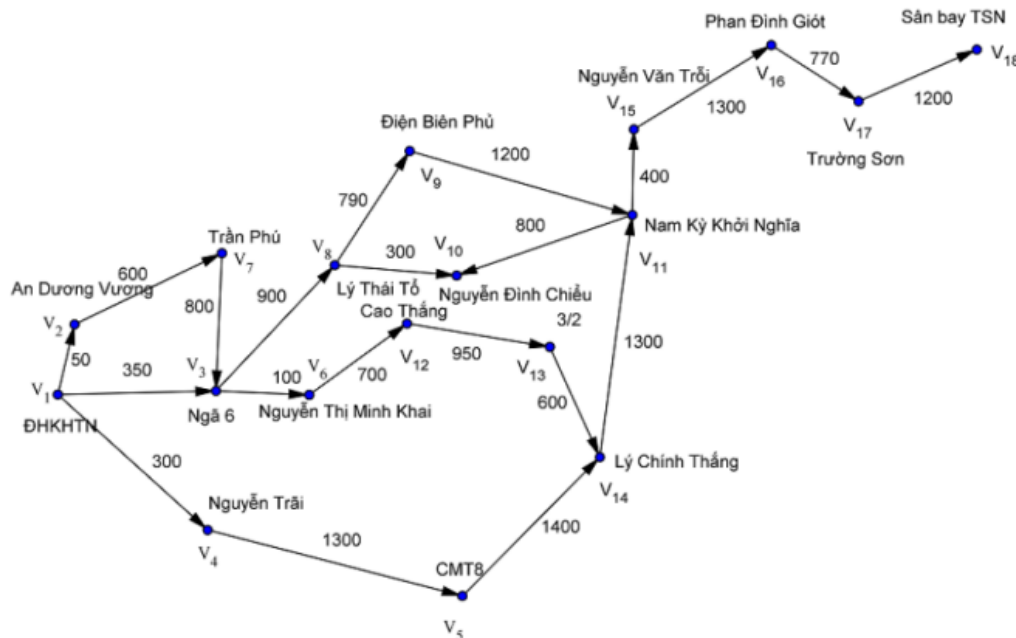 Phan Đình Giót
Sân bay TSN
V18
770
V16
Nguyễn Văn Trỗi
V15
1300
1200
V17
Trường Sơn
Điện Biên Phủ
1200
V9
400
790
Nam Kỳ Khởi Nghĩa
800
V10
V11
Trần Phú
V7
V8
300
600
An Dương Vương
Lý Thái Tổ
Nguyễn Đình Chiểu
800
900
Cao Thắng
3/2
V2
V12
950
V13
1300
50
350
V3
100
V6
700
600
V1
Ngã 6
Nguyễn Thị Minh Khai
ĐHKHTN
Lý Chính Thắng
300
V14
Nguyễn Trãi
1400
V4
1300
CMT8
V5